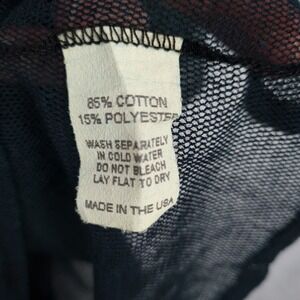 85% COTTON
15% POLYESTER
WASH SEPARATELY
IN COLD WATER
DO NOT BLEACH
LAY FLAT TO DRY
MADE IN THE USA